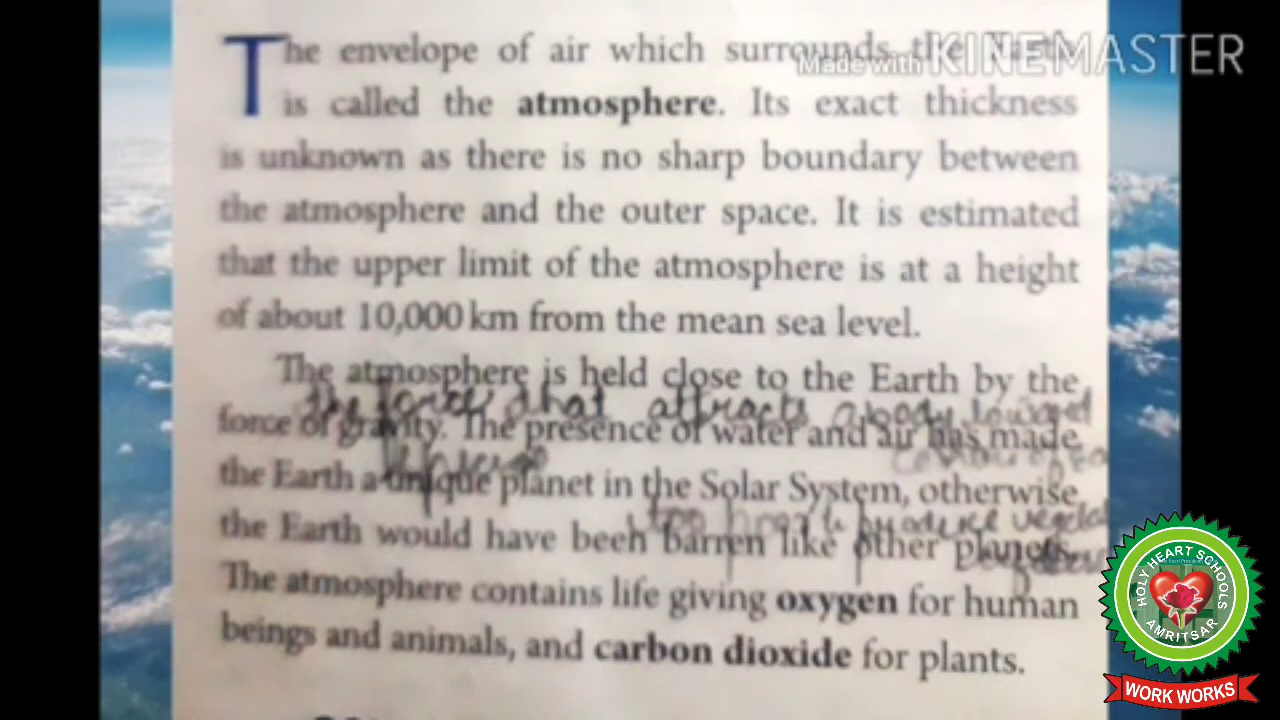 The envelope of air which surrounds the
Made with KINEMASTER
is called the atmosphere. Its exact thickness
is unknown as there is no sharp boundary between
the atmosphere and the outer space. It is estimated
that the upper limit of the atmosphere is at a height
of about 10,000 km from the mean sea level.
The atmosphere is held close to the Earth by the
the force that attracts a body toward
force of gravity. The presence of water and air has made
the Earth a unique planet in the Solar System, otherwise
too produce
the Earth would have been barren like other planets.
The atmosphere contains life giving oxygen for human
beings and animals, and carbon dioxide for plants.
HOLY HEART SCHOOLS
AMRITSAR
WORK WORKS